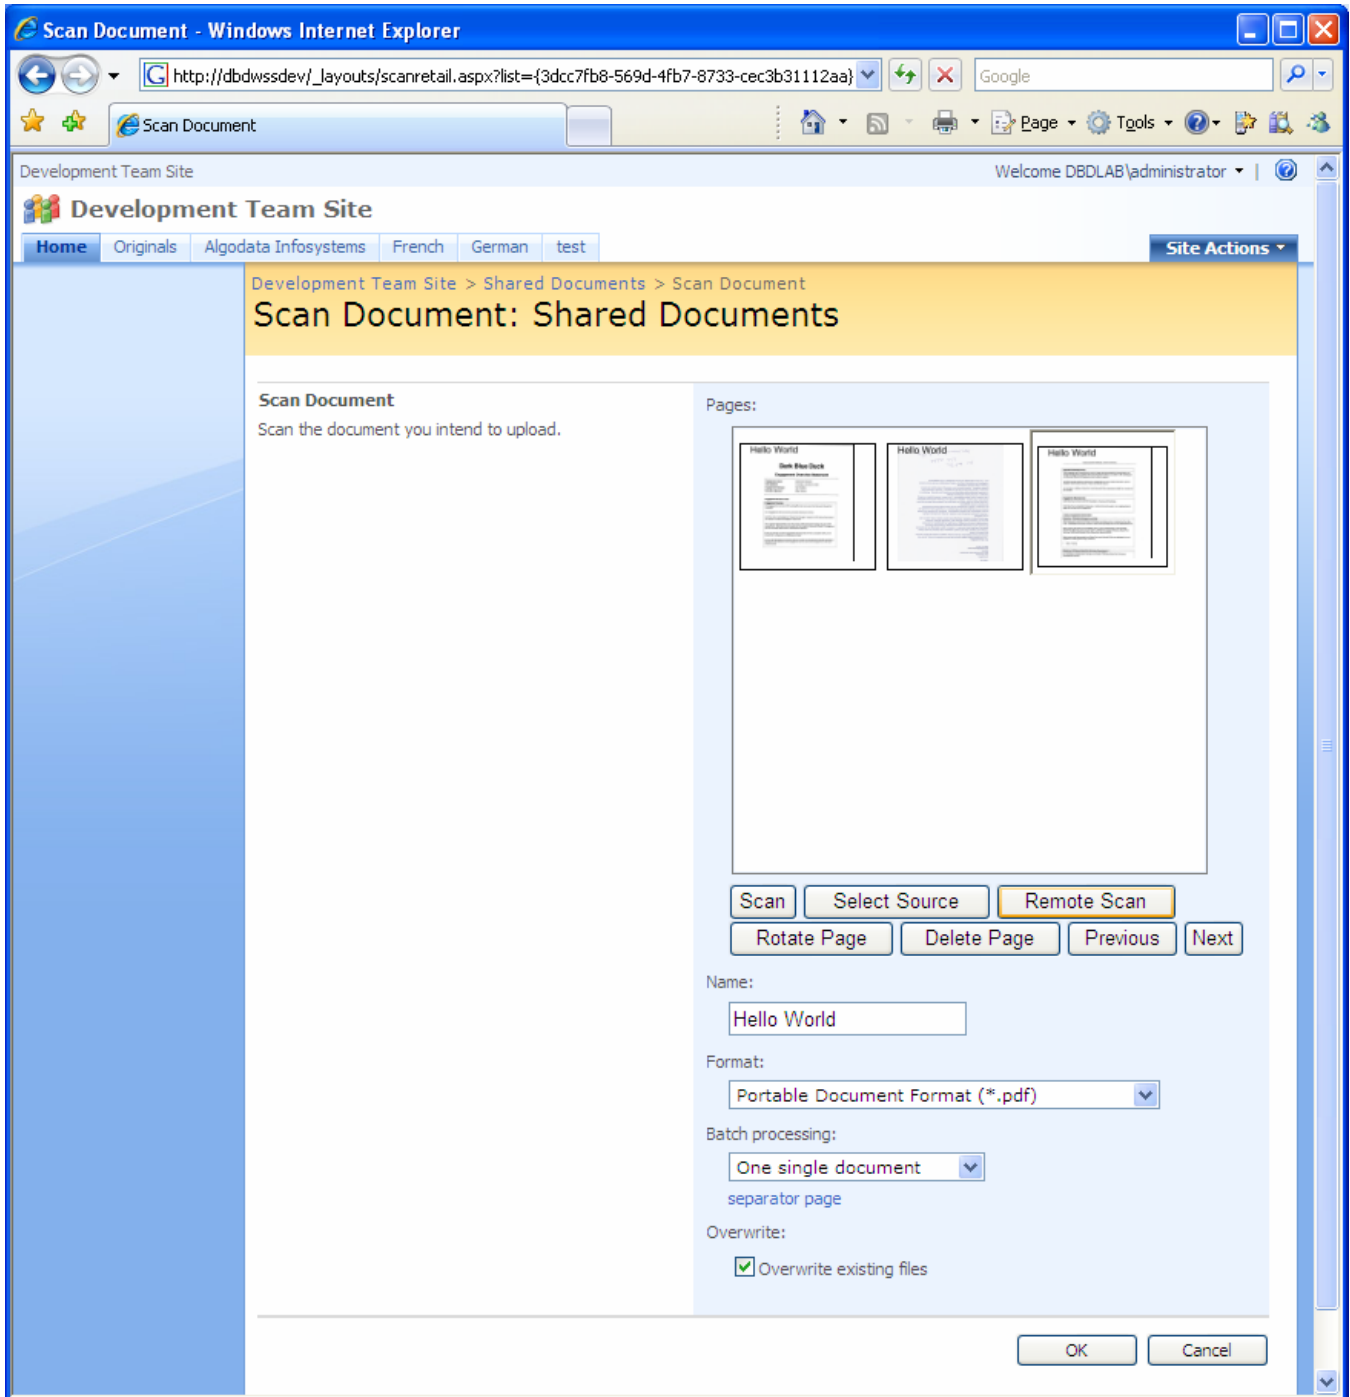 Scan Document - Windows Internet Explorer
http://dbdwssdev/_layouts/scanretail.aspx?list={3dcc7fb8-569d-4fb7-8733-cec3b31112aa}
Google
Scan Document
Page
Tools
Development Team Site
Welcome DBDLAB\administrator
Development Team Site
Home Originals Algodata Infosystems French German test
Site Actions
Development Team Site > Shared Documents > Scan Document
Scan Document: Shared Documents
Scan Document
Scan the document you intend to upload.
Pages:
Hello World
Dark Blue Duck
Hello World
Hello World
Scan Select Source Remote Scan
Rotate Page Delete Page Previous Next
Name:
Hello World
Format:
Portable Document Format (*.pdf)
Batch processing:
One single document
separator page
Overwrite:
Overwrite existing files
OK Cancel